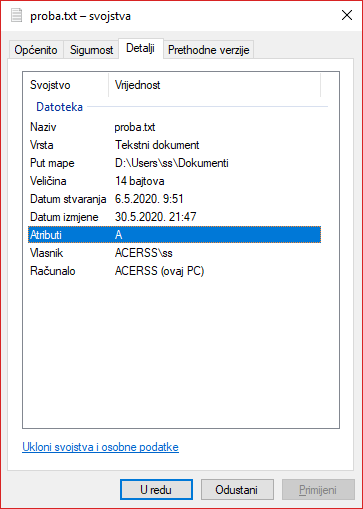 proba.txt – svojstva
Općenito Sigurnost Detalji Prethodne verzije
Svojstvo Vrijednost
Datoteka
Naziv proba.txt
Vrsta Tekstni dokument
Put mape D:\Users\ss\Dokumenti
Veličina 14 bajtova
Datum stvaranja 6.5.2020. 9:51
Datum izmjene 30.5.2020. 21:47
Atributi A
Vlasnik ACERSS\ss
Računalo ACERSS (ovaj PC)
Ukloni svojstva i osobne podatke
U redu Odustani Primijeni